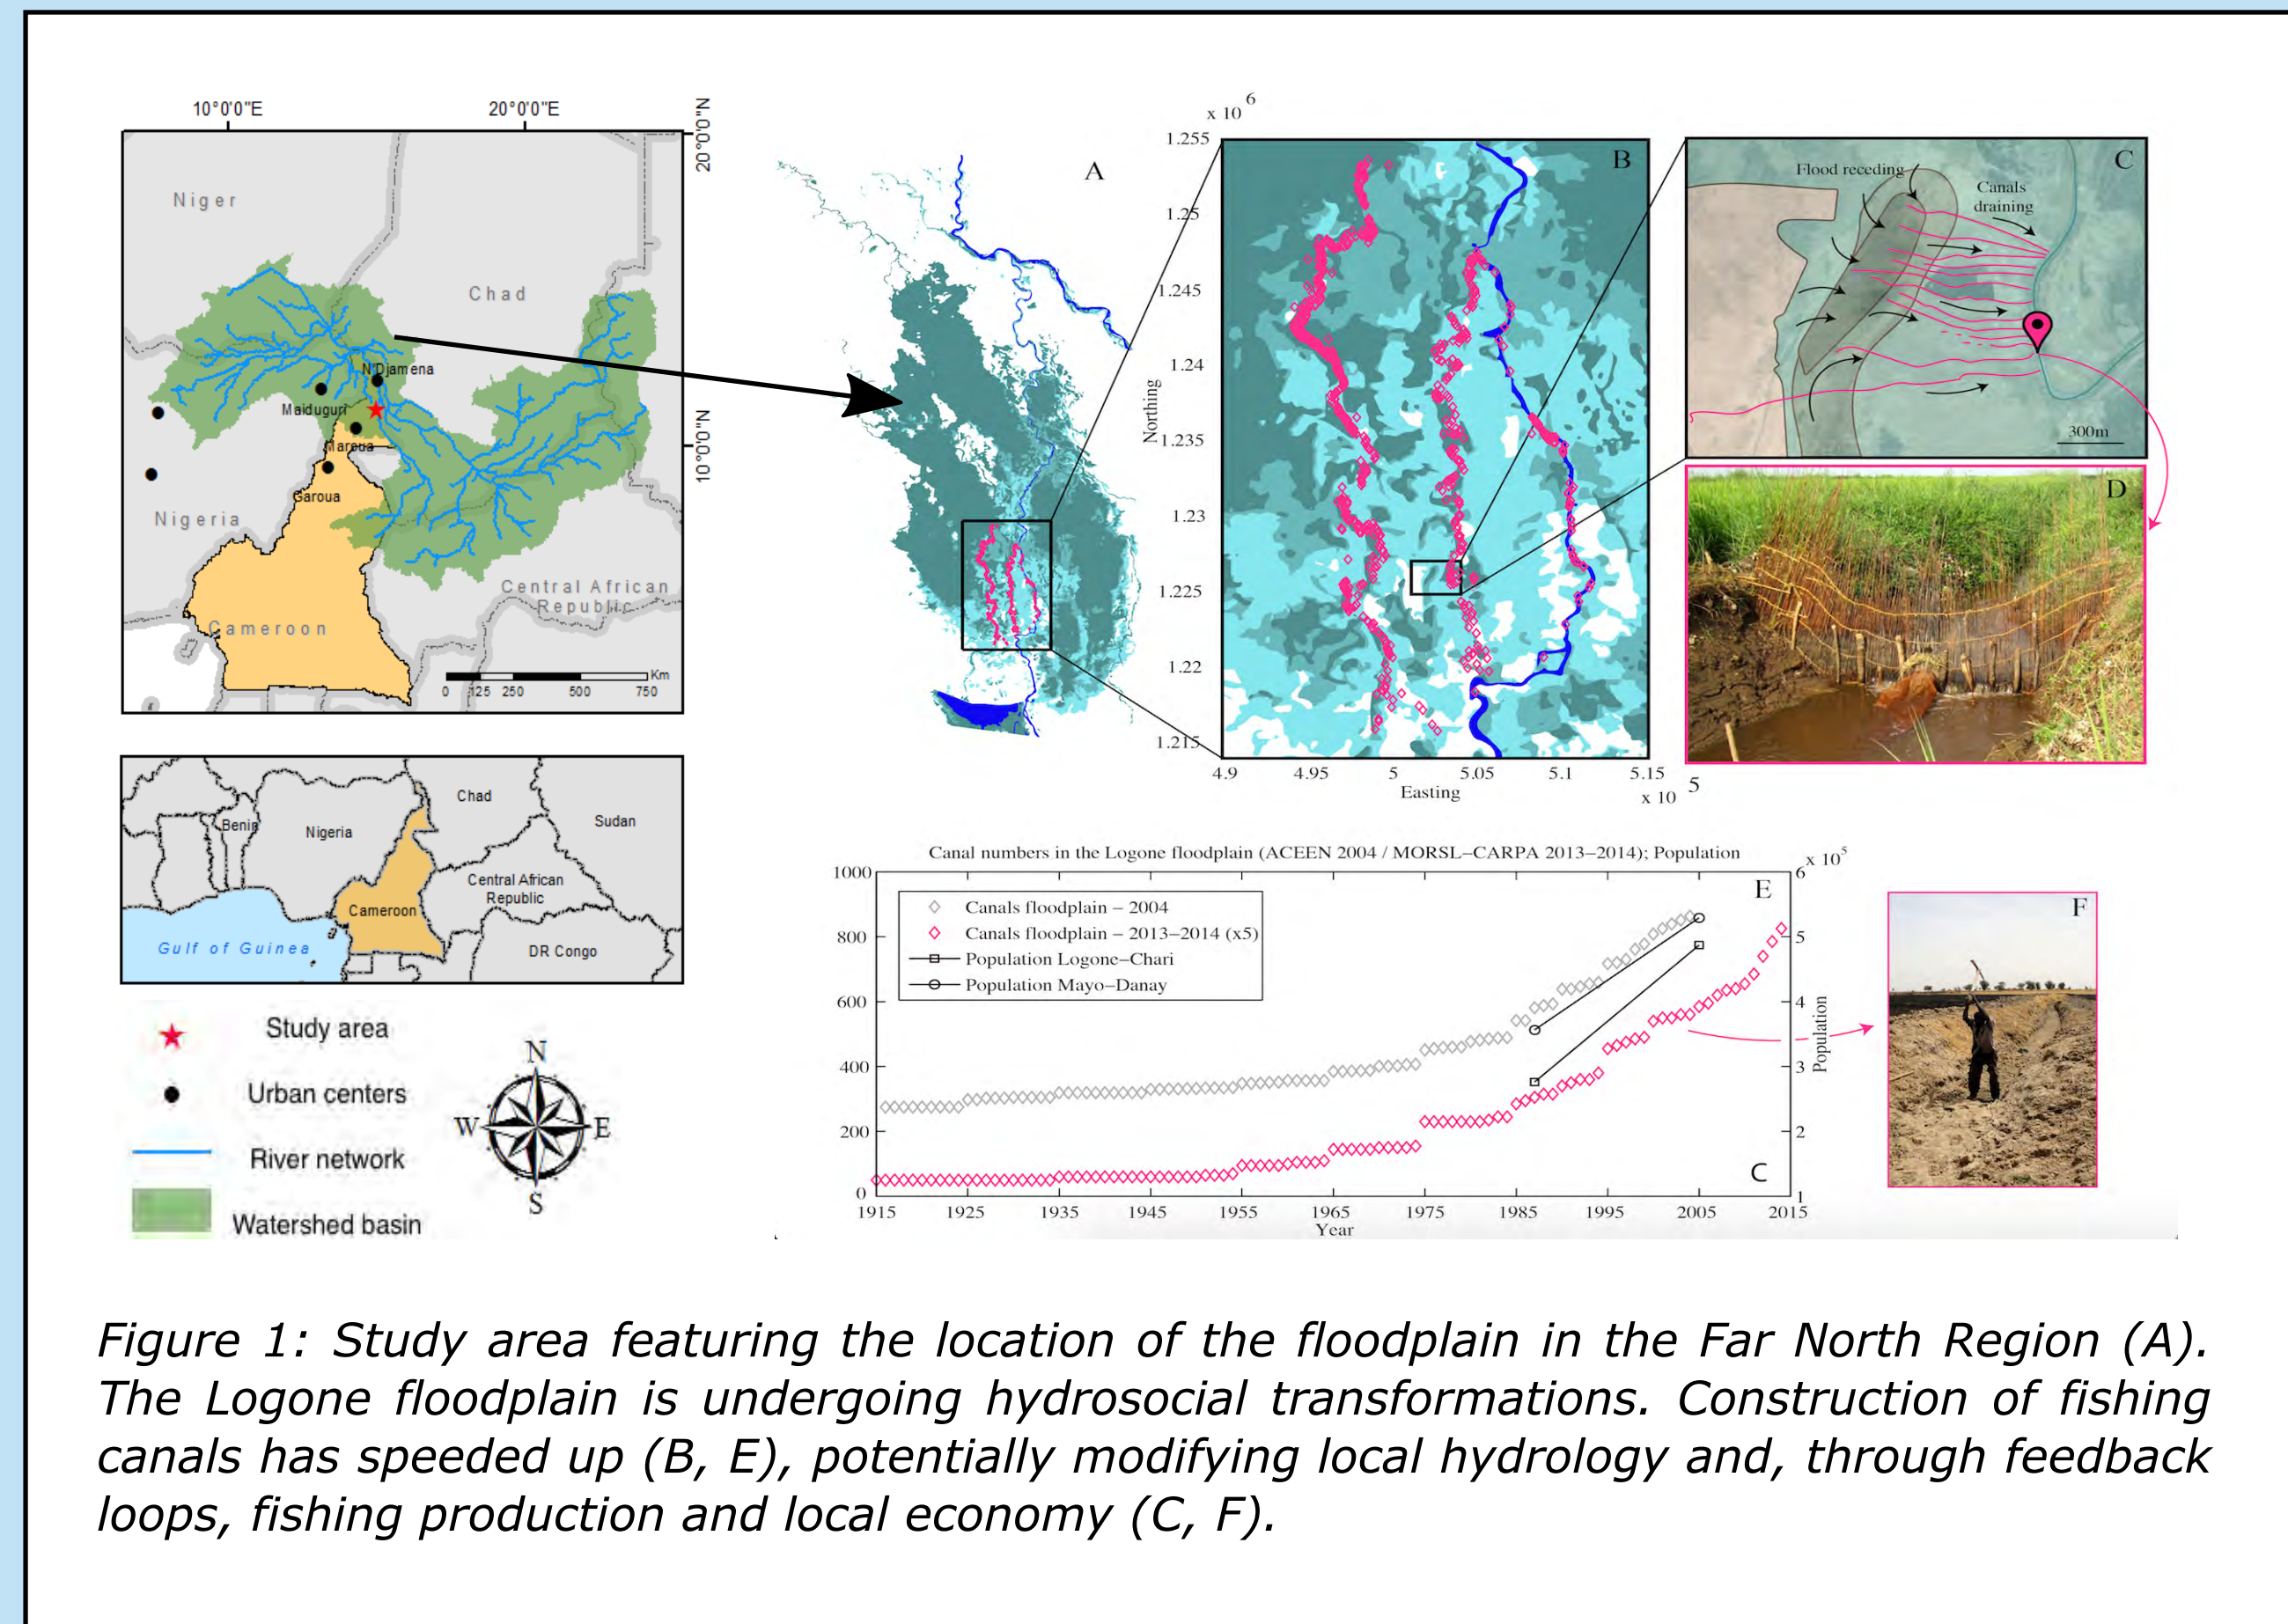 10°0'0"E
20°0'0"E
20°0'0"N
10°0'0"N
Niger
Chad
N'Djamena
Maiduguri
Maroua
Garoua
Nigeria
Central African
Republic
Cameroon
Km
0 125 250 500 750
Chad
Benin
Nigeria
Sudan
Central African
Republic
Cameroon
Gulf of Guinea
DR Congo
Study area
Urban centers
River network
Watershed basin
N
W
E
S
A
x 10 6
1.255
1.25
1.245
1.24
1.235
1.23
1.225
1.22
1.215
Northing
B
4.9 4.95 5 5.05 5.1 5.15
Easting
x 10 5
C
Flood receding
Canals
draining
300m
D
Canal numbers in the Logone floodplain (ACEEN 2004 / MORSL–CARPA 2013–2014); Population
1000
800
600
400
200
0
E
Canals floodplain – 2004
Canals floodplain – 2013–2014 (x5)
Population Logone–Chari
Population Mayo–Danay
C
x 10 5
6
5
4
3
2
1
Population
1915 1925 1935 1945 1955 1965 1975 1985 1995 2005 2015
Year
F
Figure 1: Study area featuring the location of the floodplain in the Far North Region (A).
The Logone floodplain is undergoing hydrosocial transformations. Construction of fishing
canals has speeded up (B, E), potentially modifying local hydrology and, through feedback
loops, fishing production and local economy (C, F).